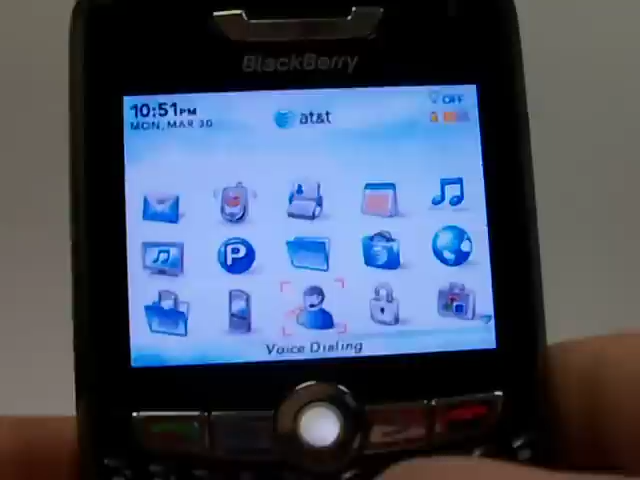 BlackBerry
10:51PM
MON, MAR 30
at&t
OFF
P
Voice Dialing